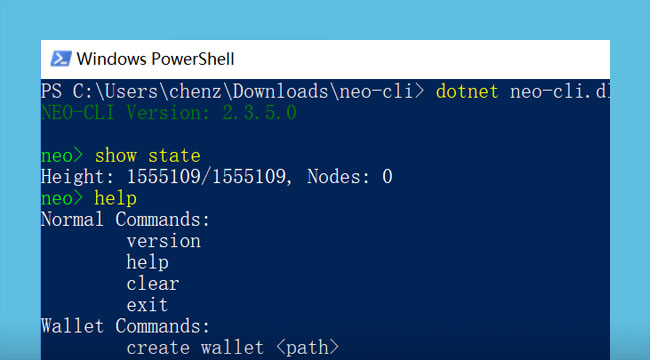 Windows PowerShell
PS C:\Users\chenz\Downloads\neo-cli> dotnet neo-cli.dl
NEO-CLI Version: 2.3.5.0
neo> show state
Height: 1555109/1555109, Nodes: 0
neo> help
Normal Commands:
version
help
clear
exit
Wallet Commands:
create wallet <path>